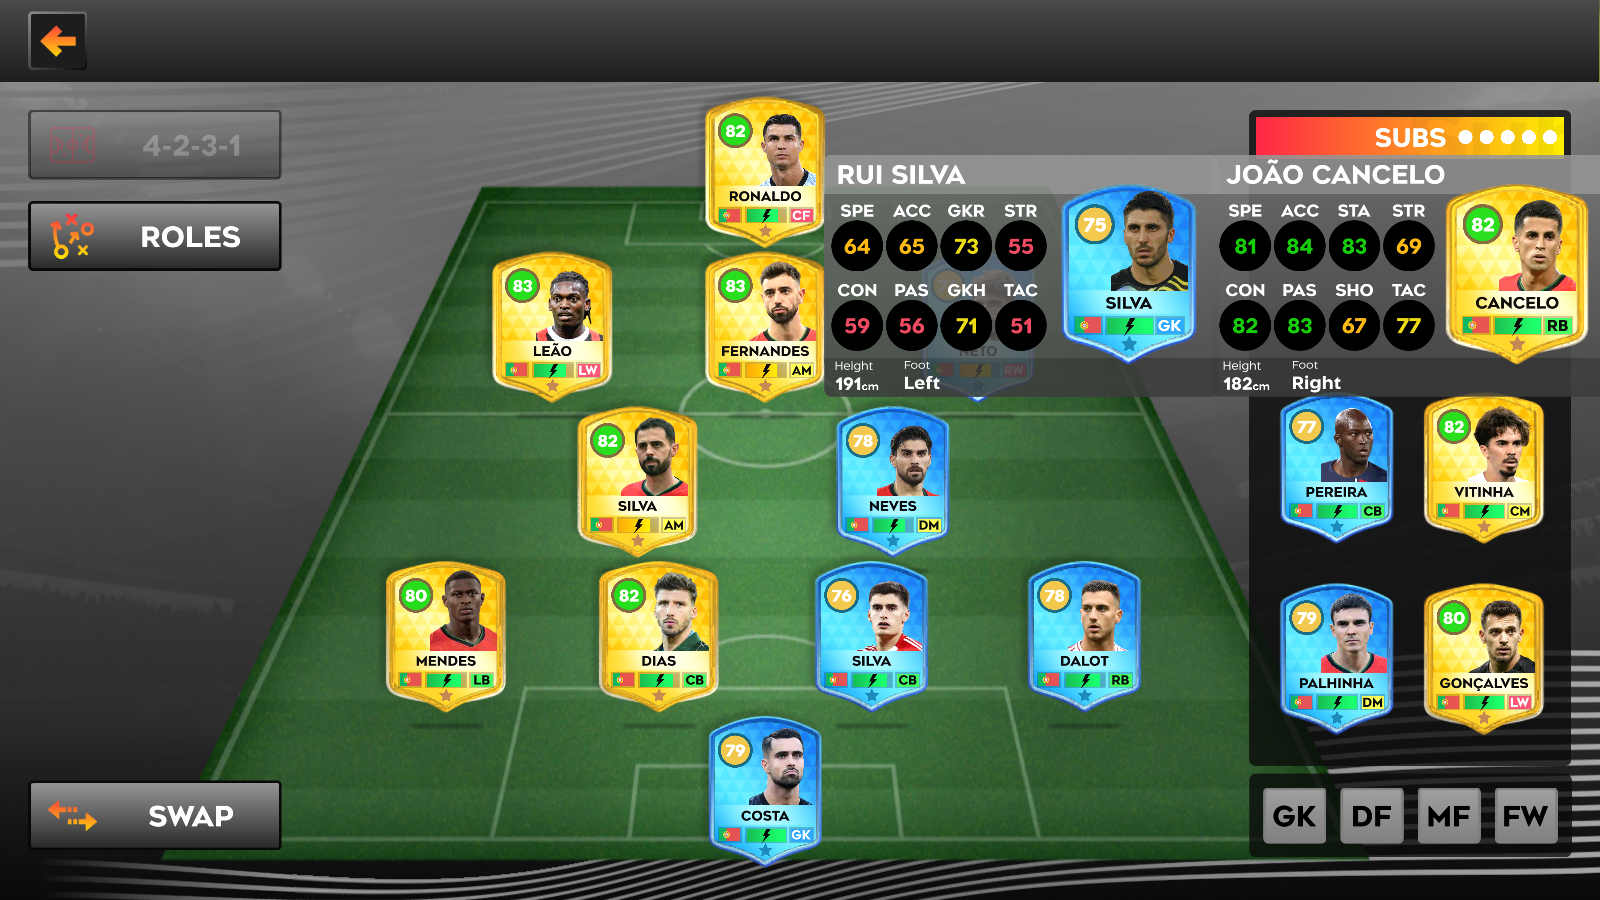 4-2-3-1
ROLES
SWAP
82
RONALDO
CF
83
LEÃO
LW
83
FERNANDES
AM
NETO
RW
82
SILVA
AM
78
NEVES
DM
80
MENDES
LB
82
DIAS
CB
76
SILVA
CB
78
DALOT
RB
79
COSTA
GK
SUBS
RUI SILVA
SPE ACC GKR STR
64 65 73 55
CON PAS GKH TAC
59 56 71 51
Height Foot
191cm Left
75
SILVA
GK
JOÃO CANCELO
SPE ACC STA STR
81 84 83 69
CON PAS SHO TAC
82 83 67 77
Height Foot
182cm Right
82
CANCELO
RB
77
PEREIRA
CB
82
VITINHA
CM
79
PALHINHA
DM
80
GONÇALVES
LW
GK DF MF FW